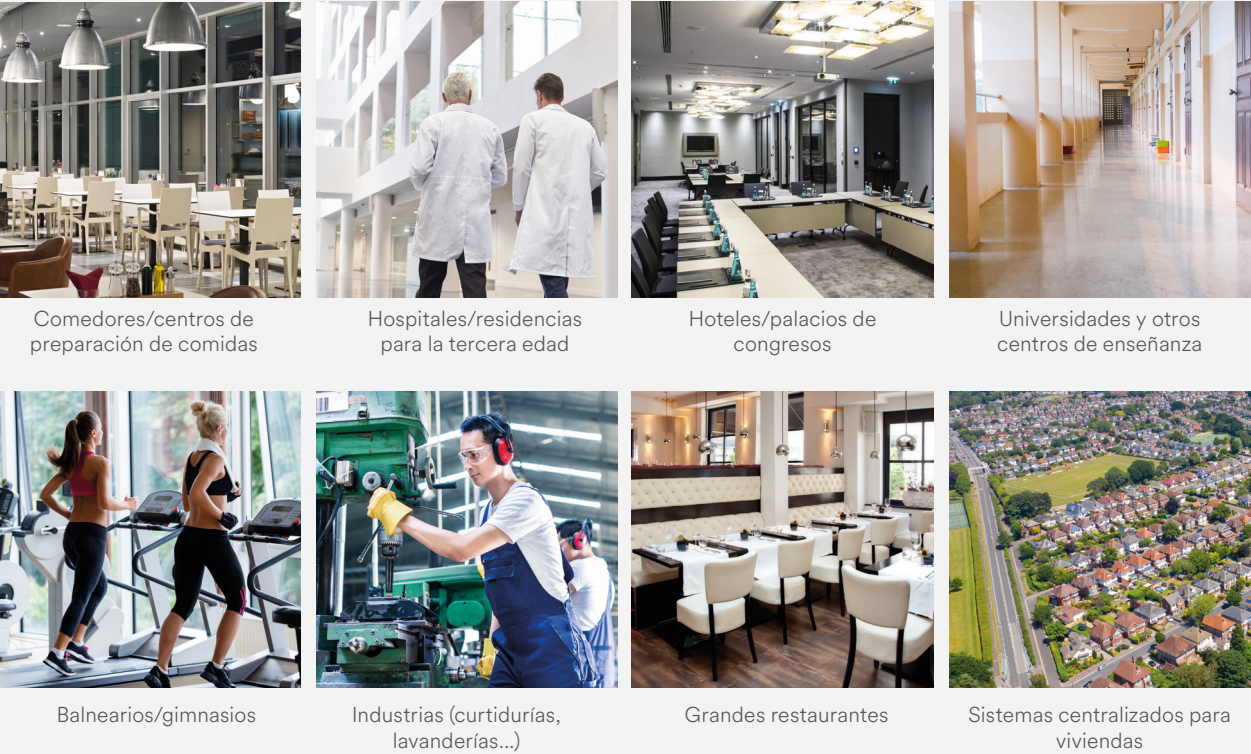 Comedores/centros de
preparación de comidas
Hospitales/residencias
para la tercera edad
Hoteles/palacios de
congresos
Universidades y otros
centros de enseñanza
Balnearios/gimnasios
Industrias (curtidurías,
lavanderías...)
Grandes restaurantes
Sistemas centralizados para
viviendas